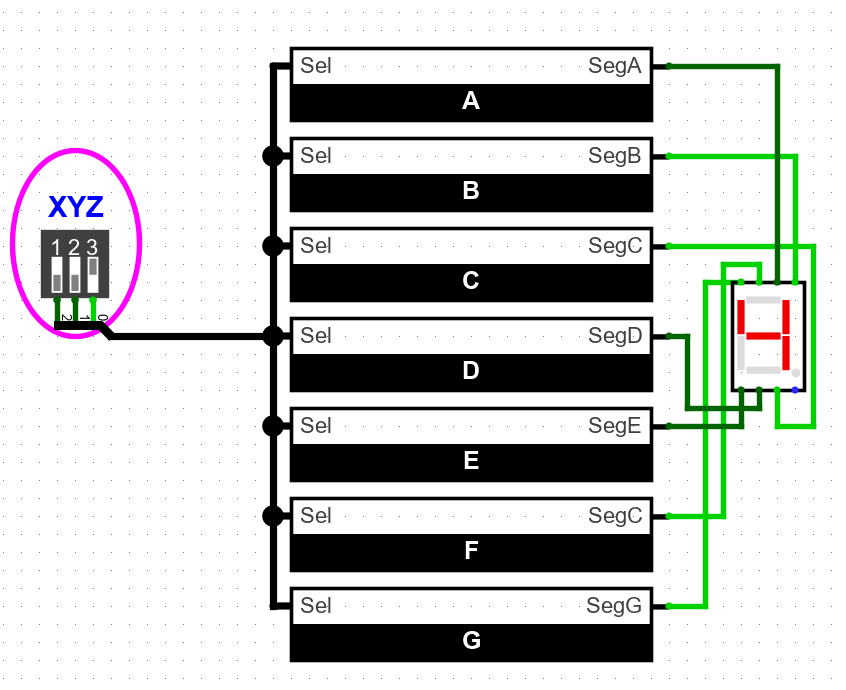 XYZ
1 2 3
2 1 0
Sel SegA
A
Sel SegB
B
Sel SegC
C
Sel SegD
D
Sel SegE
E
Sel SegC
F
Sel SegG
G